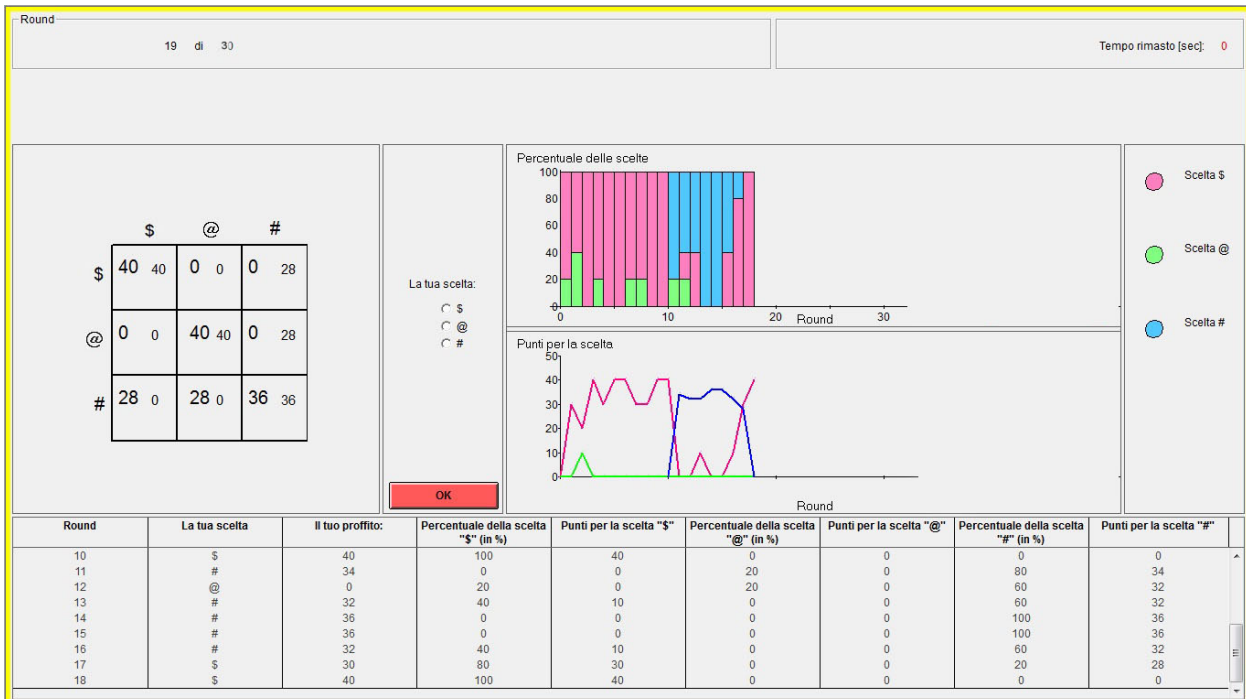 Round
19 di 30
Tempo rimasto [sec]: 0
$ @ #
$ 40 40 0 0 0 28
@ 0 0 40 40 0 28
# 28 0 28 0 36 36
La tua scelta:
$
@
#
OK
Percentuale delle scelte
100
80
60
40
20
0
0 10 20 Round 30
Punti per la scelta
50
40
30
20
10
0
Round
Scelta $
Scelta @
Scelta #
Round La tua scelta Il tuo proffito: Percentuale della scelta "$" (in %) Punti per la scelta "$" Percentuale della scelta "@" (in %) Punti per la scelta "@" Percentuale della scelta "#" (in %) Punti per la scelta "#"
10 $ 40 100 40 0 0 0 0
11 # 34 0 0 20 0 80 34
12 @ 0 20 0 20 0 60 32
13 # 32 40 10 0 0 60 32
14 # 36 0 0 0 0 100 36
15 # 36 0 0 0 0 100 36
16 # 32 40 10 0 0 60 32
17 $ 30 80 30 0 0 20 28
18 $ 40 100 40 0 0 0 0